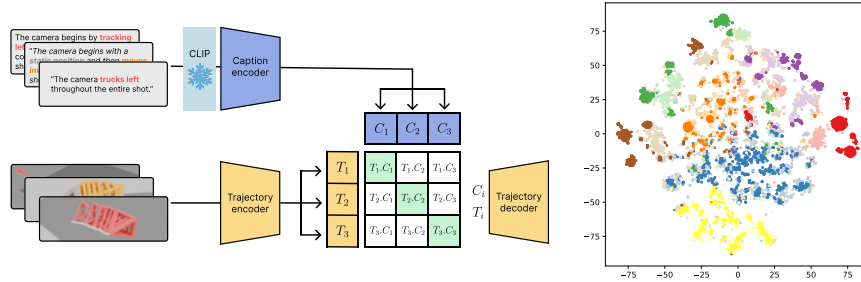 The camera begins by tracking
"The camera begins with a
static position and then moves
"The camera trucks left
throughout the entire shot."
CLIP
Caption
encoder
C1 C2 C3
Trajectory
encoder
T1
T2
T3
T1.C1 T1.C2 T1.C3
T2.C1 T2.C2 T2.C3
T3.C1 T3.C2 T3.C3
Ci
Ti
Trajectory
decoder
75
50
25
0
−25
−50
−75
−75 −50 −25 0 25 50 75